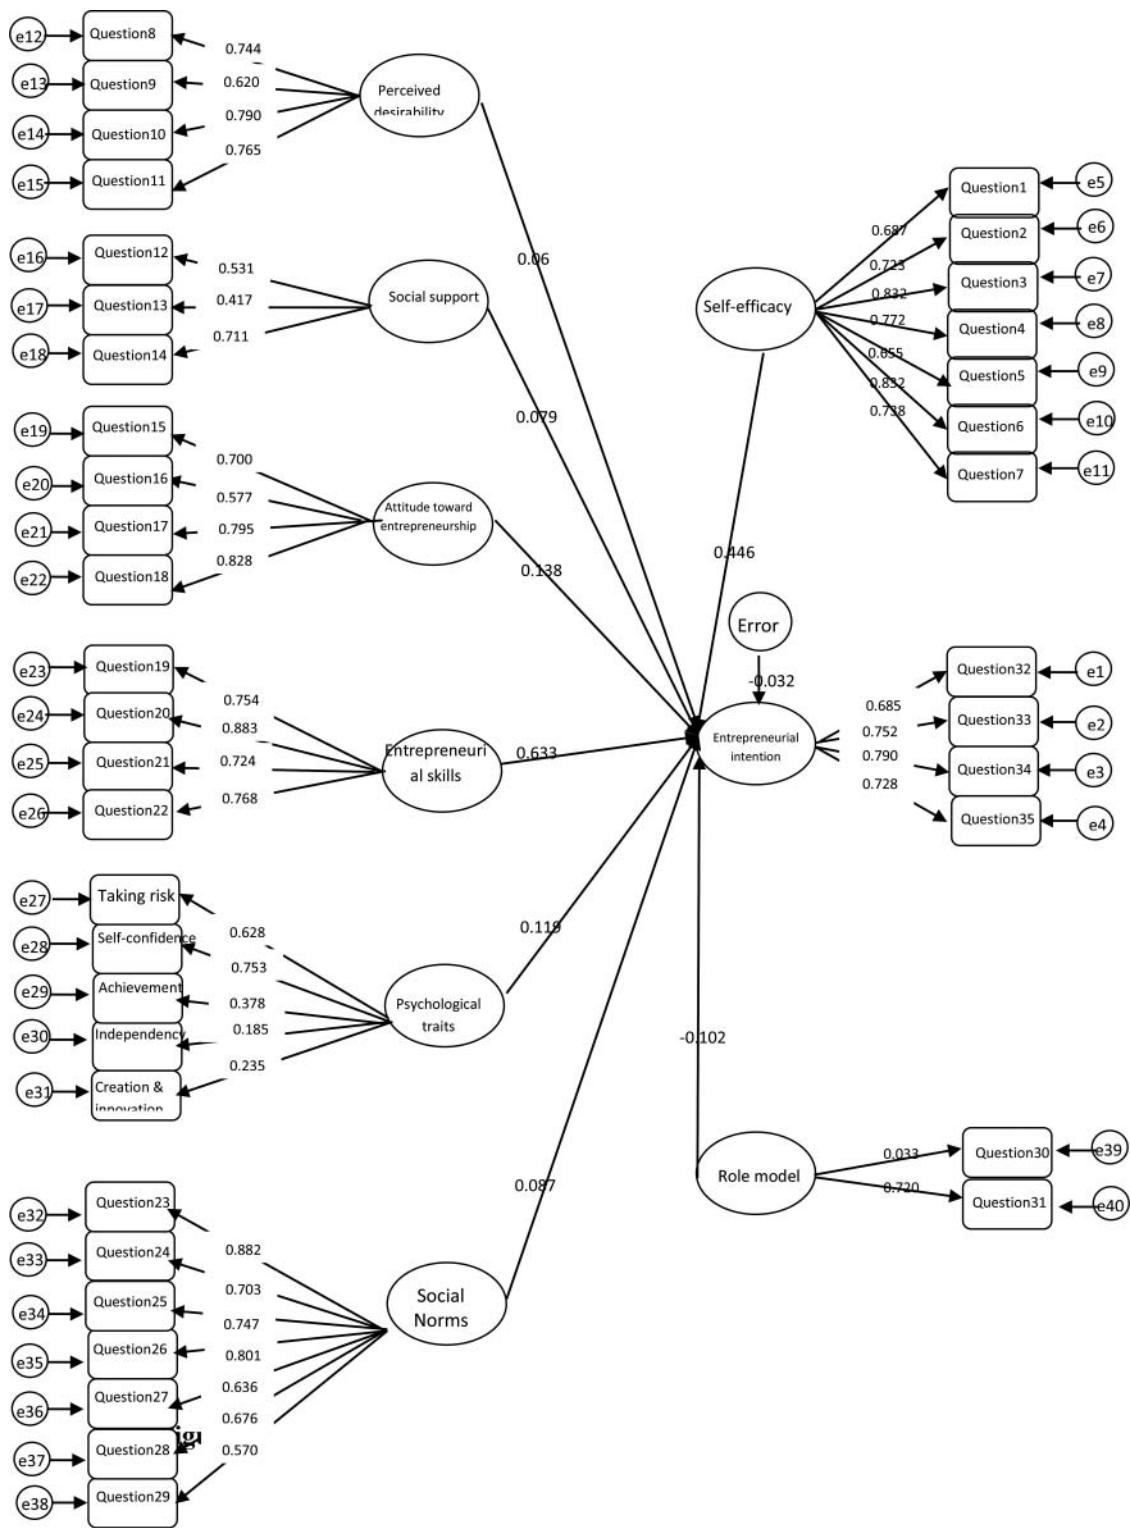 e12
Question8
0.744
e13
Question9
0.620
e14
Question10
0.790
e15
Question11
0.765
Perceived
desirability
0.06
e16
Question12
0.531
e17
Question13
0.417
e18
Question14
0.711
Social support
0.079
e19
Question15
0.700
e20
Question16
0.577
e21
Question17
0.795
e22
Question18
0.828
Attitude toward
entrepreneurship
0.138
e23
Question19
0.754
e24
Question20
0.883
e25
Question21
0.724
e26
Question22
0.768
Entrepreneuri
al skills
0.633
e27
Taking risk
0.628
e28
Self-confidence
0.753
e29
Achievement
0.378
e30
Independency
0.185
e31
Creation &
innovation
0.235
Psychological
traits
0.119
e32
Question23
0.882
e33
Question24
0.703
e34
Question25
0.747
e35
Question26
0.801
e36
Question27
0.636
e37
Question28
0.676
e38
Question29
0.570
Social
Norms
0.087
igu
Self-efficacy
0.446
0.687
Question1
e5
0.723
Question2
e6
0.832
Question3
e7
0.772
Question4
e8
0.655
Question5
e9
0.832
Question6
e10
0.738
Question7
e11
Error
-0.032
Entrepreneurial
intention
0.685
Question32
e1
0.752
Question33
e2
0.790
Question34
e3
0.728
Question35
e4
-0.102
Role model
0.033
Question30
e39
0.720
Question31
e40